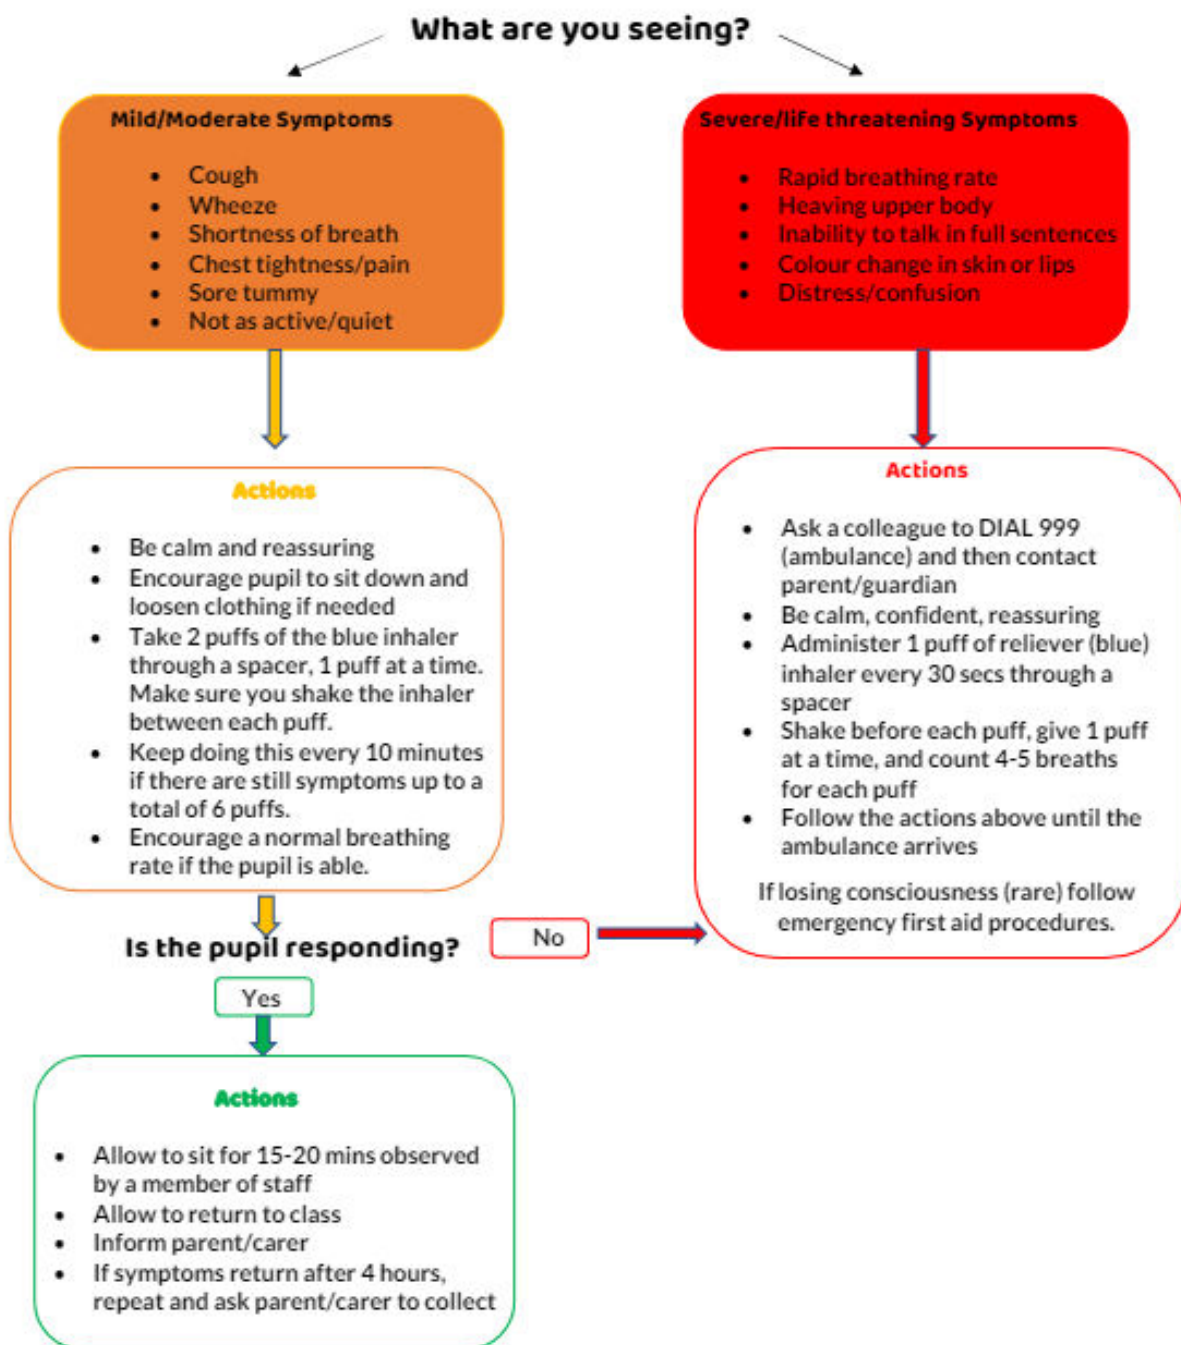 What are you seeing?
Mild/Moderate Symptoms
• Cough
• Wheeze
• Shortness of breath
• Chest tightness/pain
• Sore tummy
• Not as active/quiet
Severe/life threatening Symptoms
• Rapid breathing rate
• Heaving upper body
• Inability to talk in full sentences
• Colour change in skin or lips
• Distress/confusion
Actions
• Be calm and reassuring
• Encourage pupil to sit down and
loosen clothing if needed
• Take 2 puffs of the blue inhaler
through a spacer, 1 puff at a time.
Make sure you shake the inhaler
between each puff.
• Keep doing this every 10 minutes
if there are still symptoms up to a
total of 6 puffs.
• Encourage a normal breathing
rate if the pupil is able.
Actions
• Ask a colleague to DIAL 999
(ambulance) and then contact
parent/guardian
• Be calm, confident, reassuring
• Administer 1 puff of reliever (blue)
inhaler every 30 secs through a
spacer
• Shake before each puff, give 1 puff
at a time, and count 4-5 breaths
for each puff
• Follow the actions above until the
ambulance arrives
If losing consciousness (rare) follow
emergency first aid procedures.
Is the pupil responding?
No
Yes
Actions
• Allow to sit for 15-20 mins observed
by a member of staff
• Allow to return to class
• Inform parent/carer
• If symptoms return after 4 hours,
repeat and ask parent/carer to collect